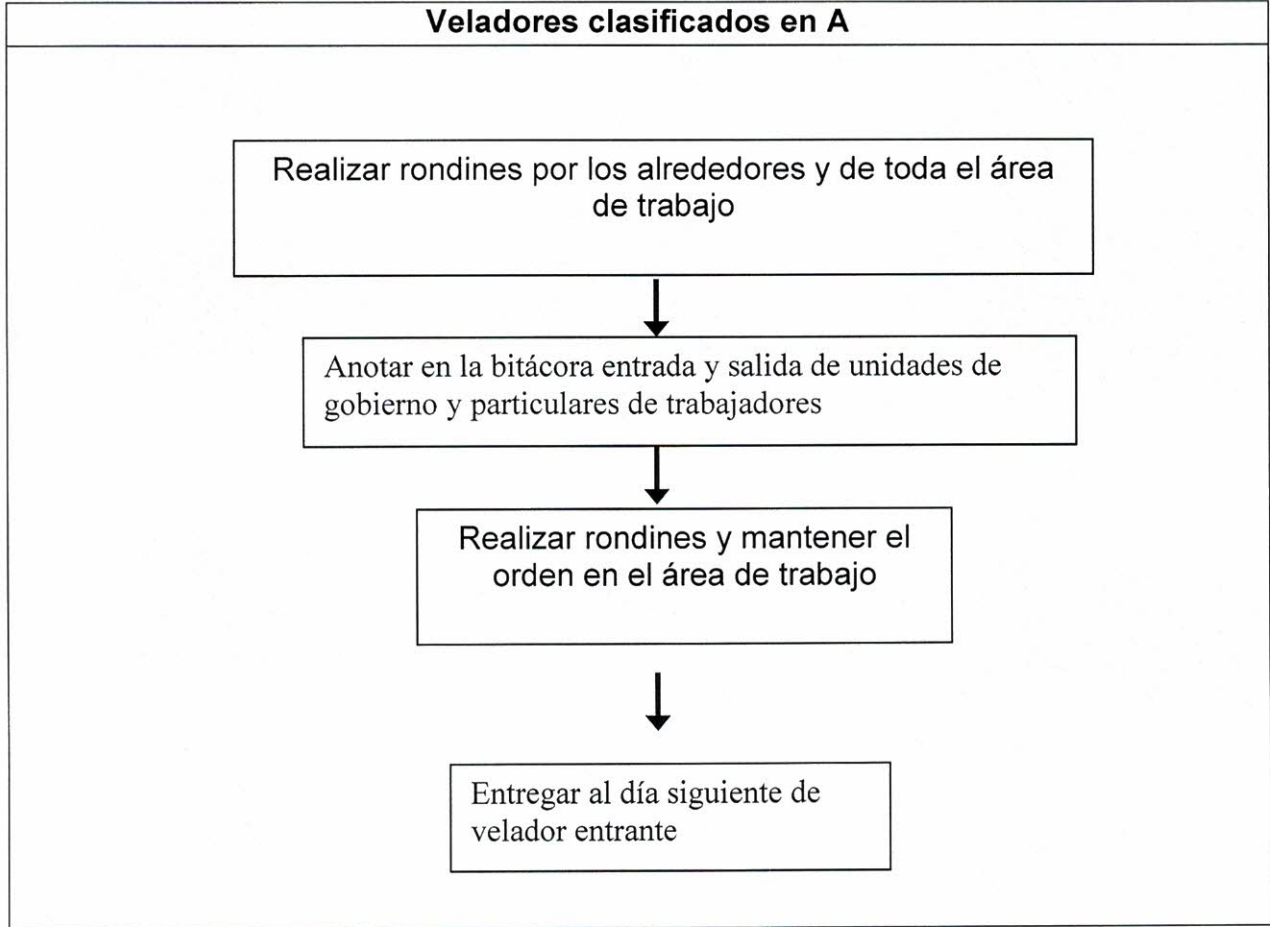 Veladores clasificados en A
Realizar rondines por los alrededores y de toda el área
de trabajo
Anotar en la bitácora entrada y salida de unidades de
gobierno y particulares de trabajadores
Realizar rondines y mantener el
orden en el área de trabajo
Entregar al día siguiente de
velador entrante